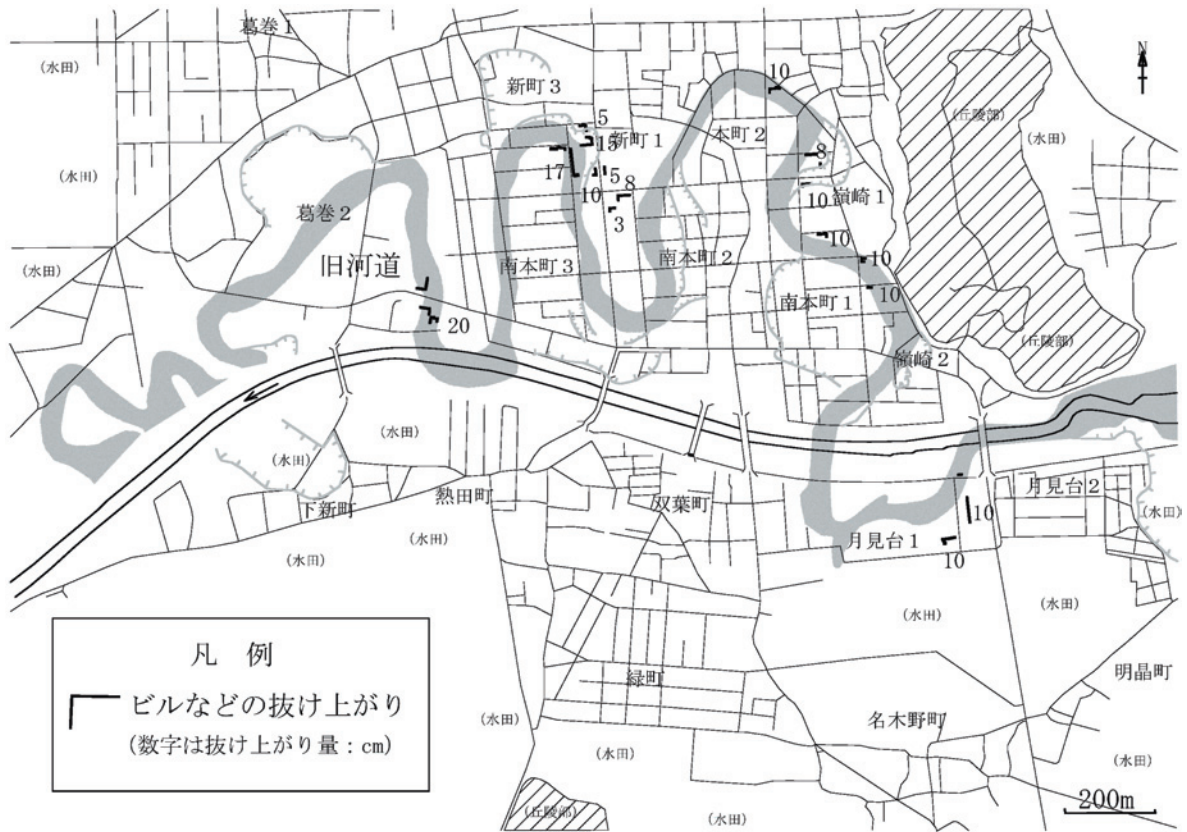 葛巻1
(水田)
新町3
10
N
(丘陵部)
(水田)
5
15
新町1
本町2
8
(水田)
17
10
5
8
3
10
嶺崎1
葛巻2
10
(水田)
旧河道
南本町3
南本町2
10
南本町1
10
20
嶺崎2
(丘陵部)
(水田)
(水田)
下新町
熱田町
双葉町
月見台2
10
(水田)
(水田)
(水田)
月見台1
10
(水田)
(水田)
凡 例
ビルなどの抜け上がり
(数字は抜け上がり量:cm)
緑町
明晶町
(水田)
名木野町
(水田)
(水田)
200m
(丘陵部)
(水田)